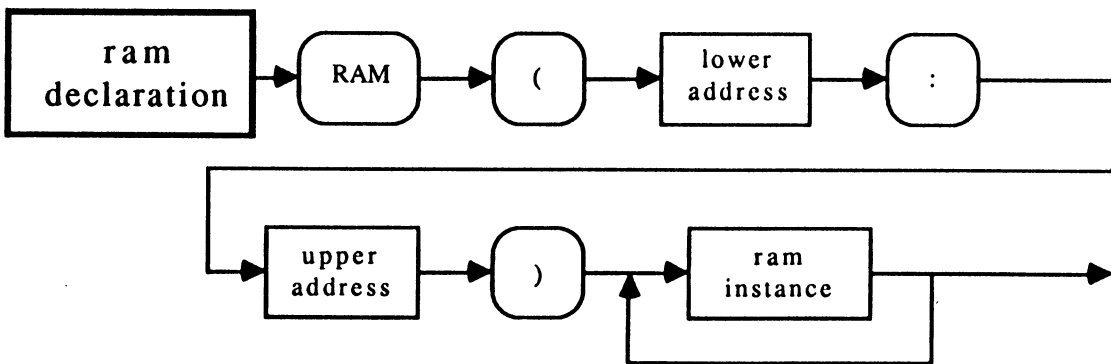 ram
declaration
RAM
(
lower
address
:
upper
address
)
ram
instance